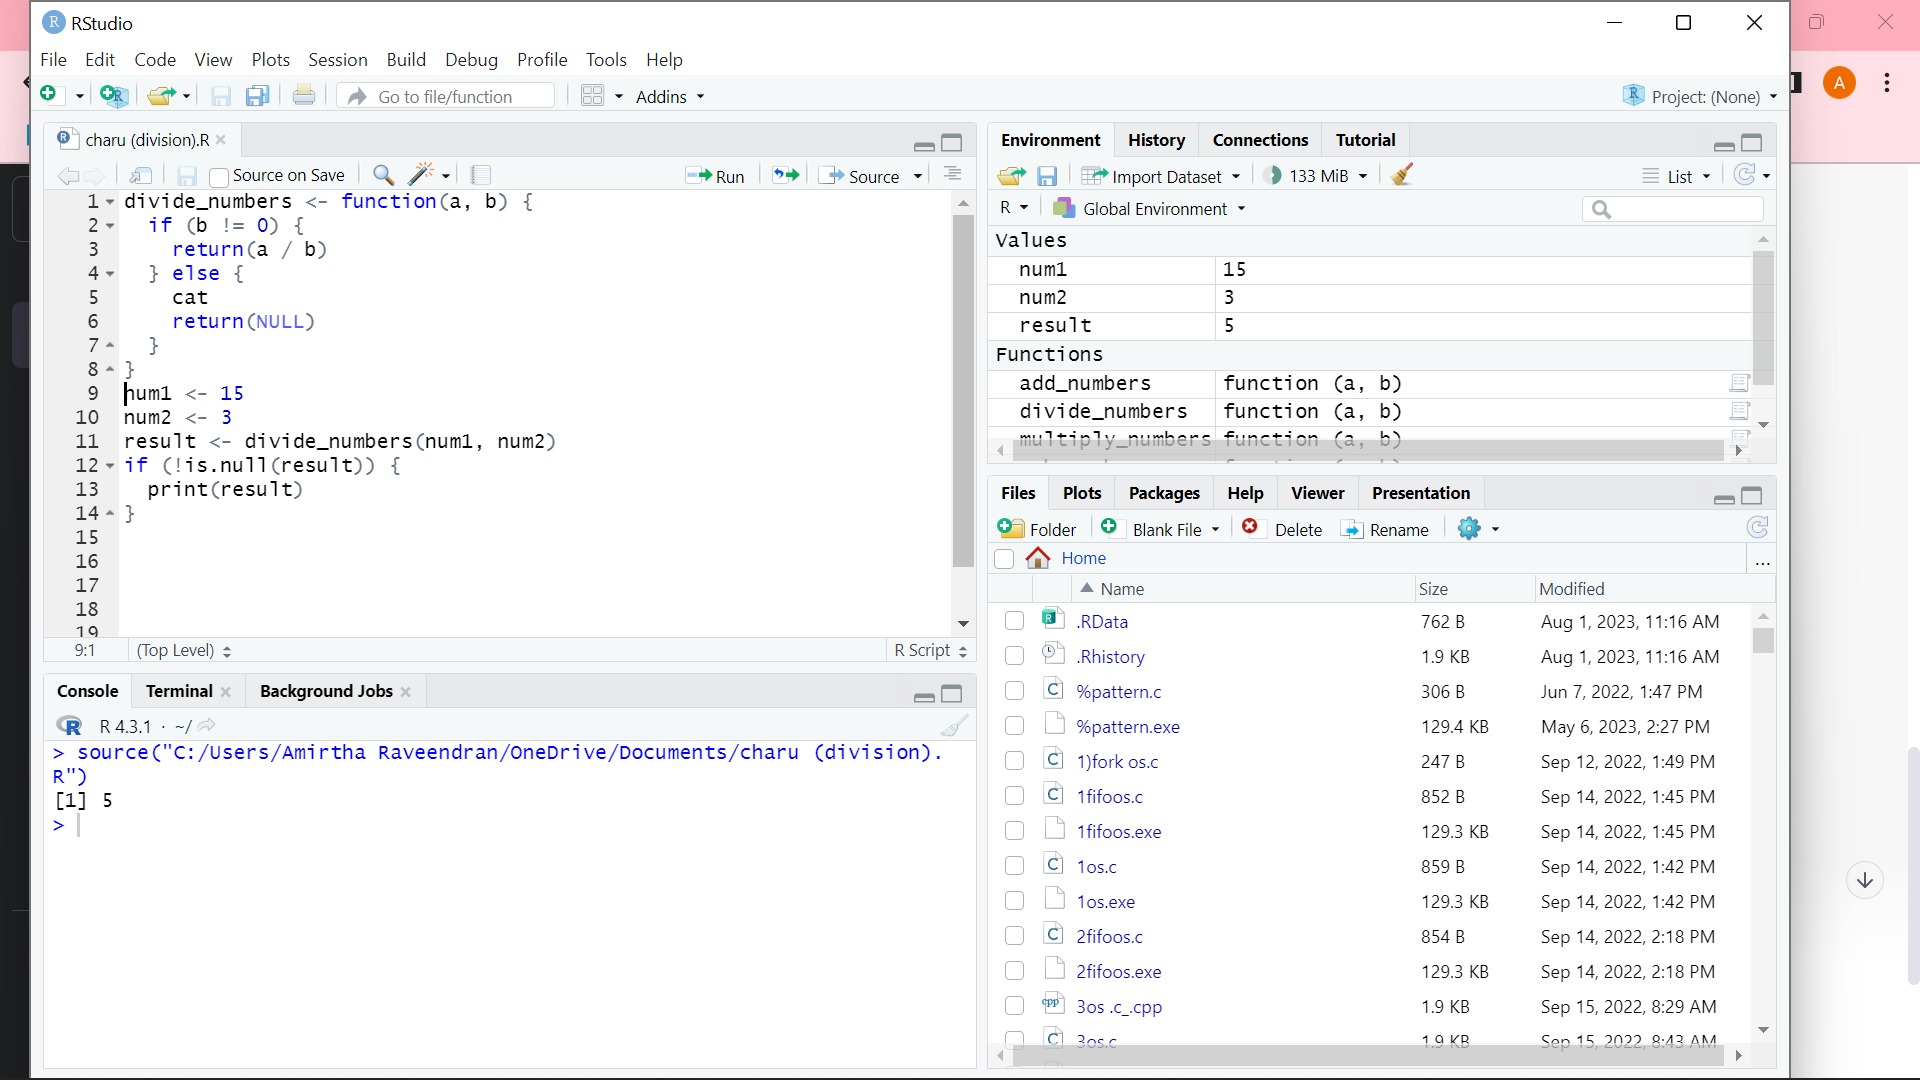 RStudio
File Edit Code View Plots Session Build Debug Profile Tools Help
Go to file/function Addins Project: (None)
A
charu (division).R
Source on Save Run Source
1 divide_numbers <- function(a, b) {
2 if (b != 0) {
3 return(a / b)
4 } else {
5 cat
6 return(NULL)
7 }
8 }
9 num1 <- 15
10 num2 <- 3
11 result <- divide_numbers(num1, num2)
12 if (!is.null(result)) {
13 print(result)
14 }
15
16
17
18
19
9:1 (Top Level) R Script
Console Terminal Background Jobs
R 4.3.1 · ~/
> source("C:/Users/Amirtha Raveendran/OneDrive/Documents/charu (division).
R")
[1] 5
>
Environment History Connections Tutorial
Import Dataset 133 MiB List
R Global Environment
Values
num1 15
num2 3
result 5
Functions
add_numbers function (a, b)
divide_numbers function (a, b)
multiply_numbers function (a, b)
Files Plots Packages Help Viewer Presentation
Folder Blank File Delete Rename
Home ...
Name Size Modified
.RData 762 B Aug 1, 2023, 11:16 AM
.Rhistory 1.9 KB Aug 1, 2023, 11:16 AM
%pattern.c 306 B Jun 7, 2022, 1:47 PM
%pattern.exe 129.4 KB May 6, 2023, 2:27 PM
1)fork os.c 247 B Sep 12, 2022, 1:49 PM
1fifoos.c 852 B Sep 14, 2022, 1:45 PM
1fifoos.exe 129.3 KB Sep 14, 2022, 1:45 PM
1os.c 859 B Sep 14, 2022, 1:42 PM
1os.exe 129.3 KB Sep 14, 2022, 1:42 PM
2fifoos.c 854 B Sep 14, 2022, 2:18 PM
2fifoos.exe 129.3 KB Sep 14, 2022, 2:18 PM
3os .c_.cpp 1.9 KB Sep 15, 2022, 8:29 AM
3os.c 1.9 KB Sep 15, 2022, 8:43 AM